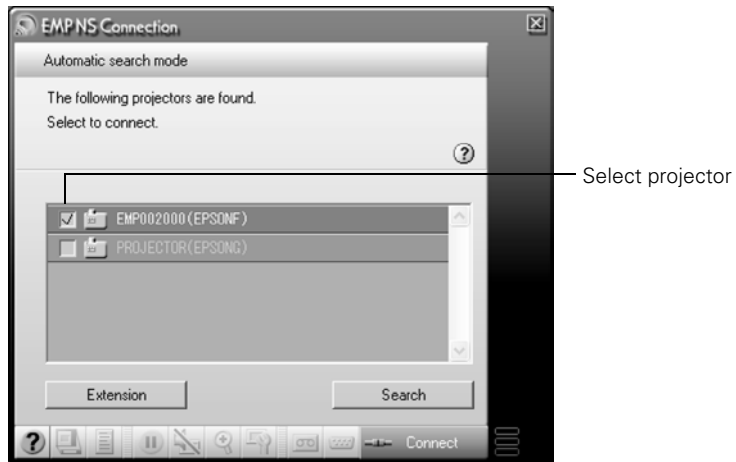 EMP NS Connection
Automatic search mode
The following projectors are found.
Select to connect.
?
Select projector
EMP002000(EPSONF)
PROJECTOR(EPSONG)
Extension
Search
? Connect